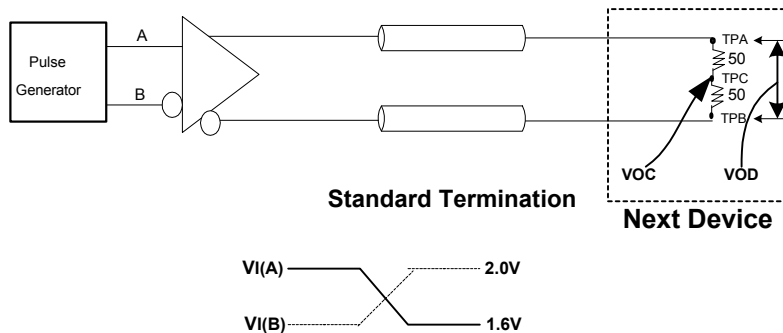 A
B
Pulse
Generator
TPA
50
TPC
50
TPB
VOC
VOD
Standard Termination
Next Device
VI(A)
2.0V
VI(B)
1.6V